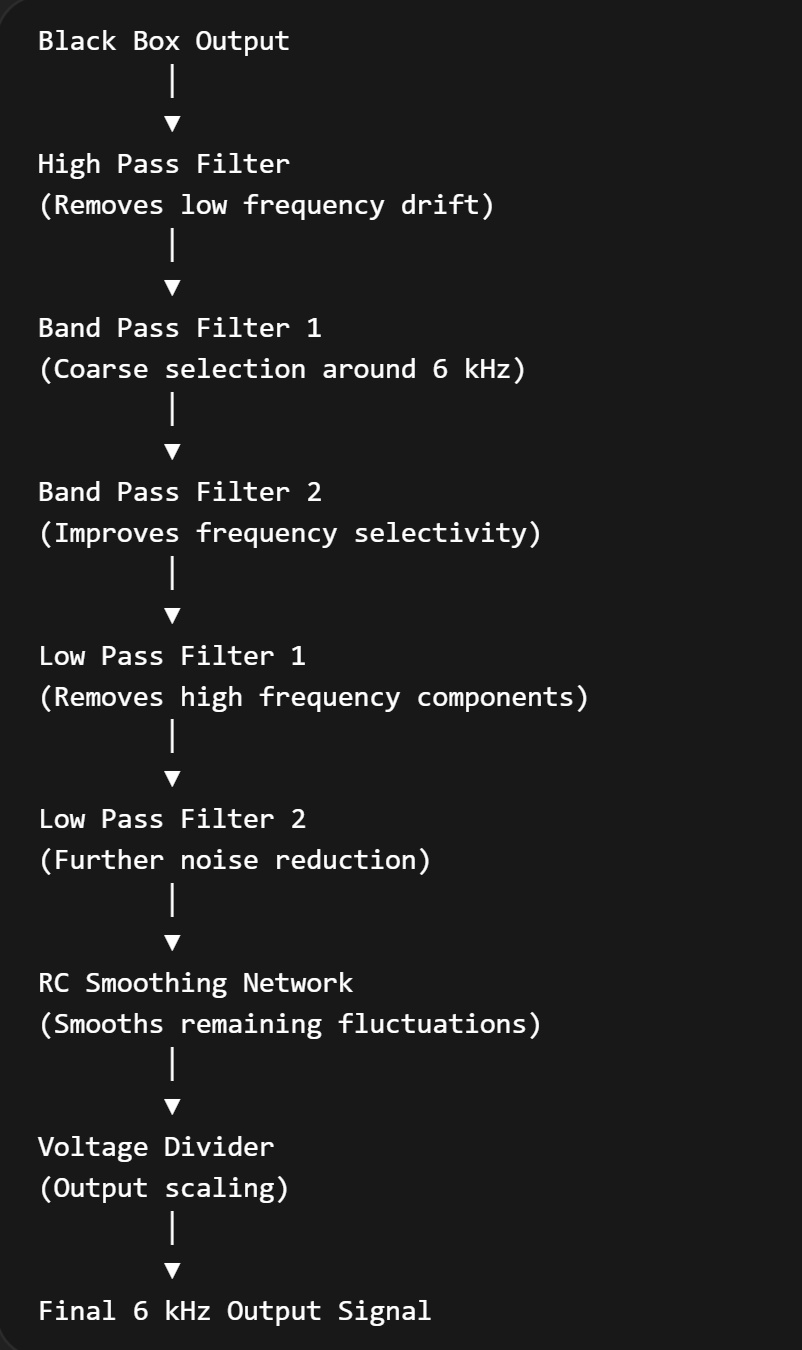 Black Box Output
High Pass Filter
(Removes low frequency drift)
Band Pass Filter 1
(Coarse selection around 6 kHz)
Band Pass Filter 2
(Improves frequency selectivity)
Low Pass Filter 1
(Removes high frequency components)
Low Pass Filter 2
(Further noise reduction)
RC Smoothing Network
(Smooths remaining fluctuations)
Voltage Divider
(Output scaling)
Final 6 kHz Output Signal